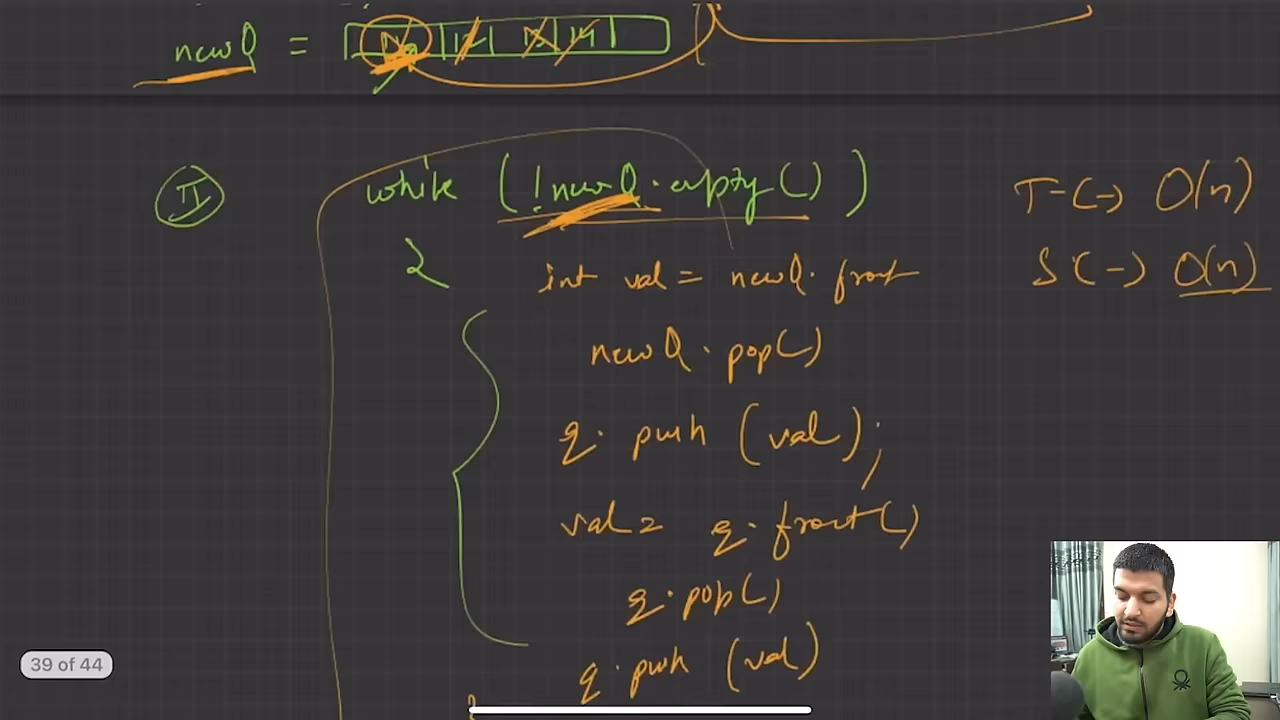 newQ =
II while ( !newQ.empty() ) T.C -> O(n)
{ int val = newQ.front S.C -> O(n)
newQ.pop()
q.push (val);
val = q.front()
q.pop()
q.push (val)
39 of 44